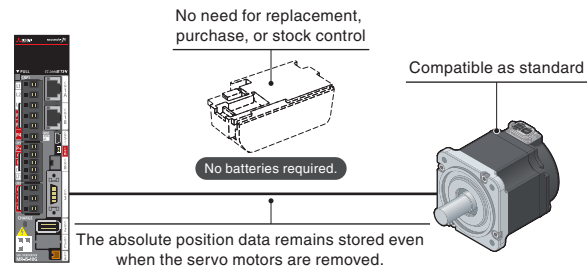 No need for replacement,
purchase, or stock control
Compatible as standard
No batteries required.
The absolute position data remains stored even
when the servo motors are removed.
CHARGE